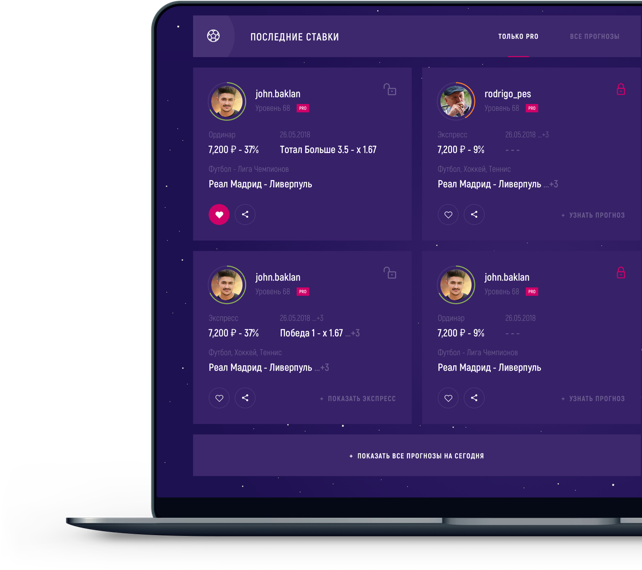 ПОСЛЕДНИЕ СТАВКИ
ТОЛЬКО PRO
ВСЕ ПРОГНОЗЫ
john.baklan
Уровень 68 PRO
Ординар 26.05.2018
7,200 ₽ - 37% Тотал Больше 3.5 - x 1.67
Футбол - Лига Чемпионов
Реал Мадрид - Ливерпуль
rodrigo_pes
Уровень 68 PRO
Экспресс 26.05.2018 ...+3
7,200 ₽ - 9% - - -
Футбол, Хоккей, Теннис
Реал Мадрид - Ливерпуль ...+3
+ УЗНАТЬ ПРОГНОЗ
john.baklan
Уровень 68 PRO
Экспресс 26.05.2018 ...+3
7,200 ₽ - 37% Победа 1 - x 1.67 ...+3
Футбол, Хоккей, Теннис
Реал Мадрид - Ливерпуль ...+3
+ ПОКАЗАТЬ ЭКСПРЕСС
john.baklan
Уровень 68 PRO
Ординар 26.05.2018
7,200 ₽ - 9% - - -
Футбол - Лига Чемпионов
Реал Мадрид - Ливерпуль
+ УЗНАТЬ ПРОГНОЗ
+ ПОКАЗАТЬ ВСЕ ПРОГНОЗЫ НА СЕГОДНЯ